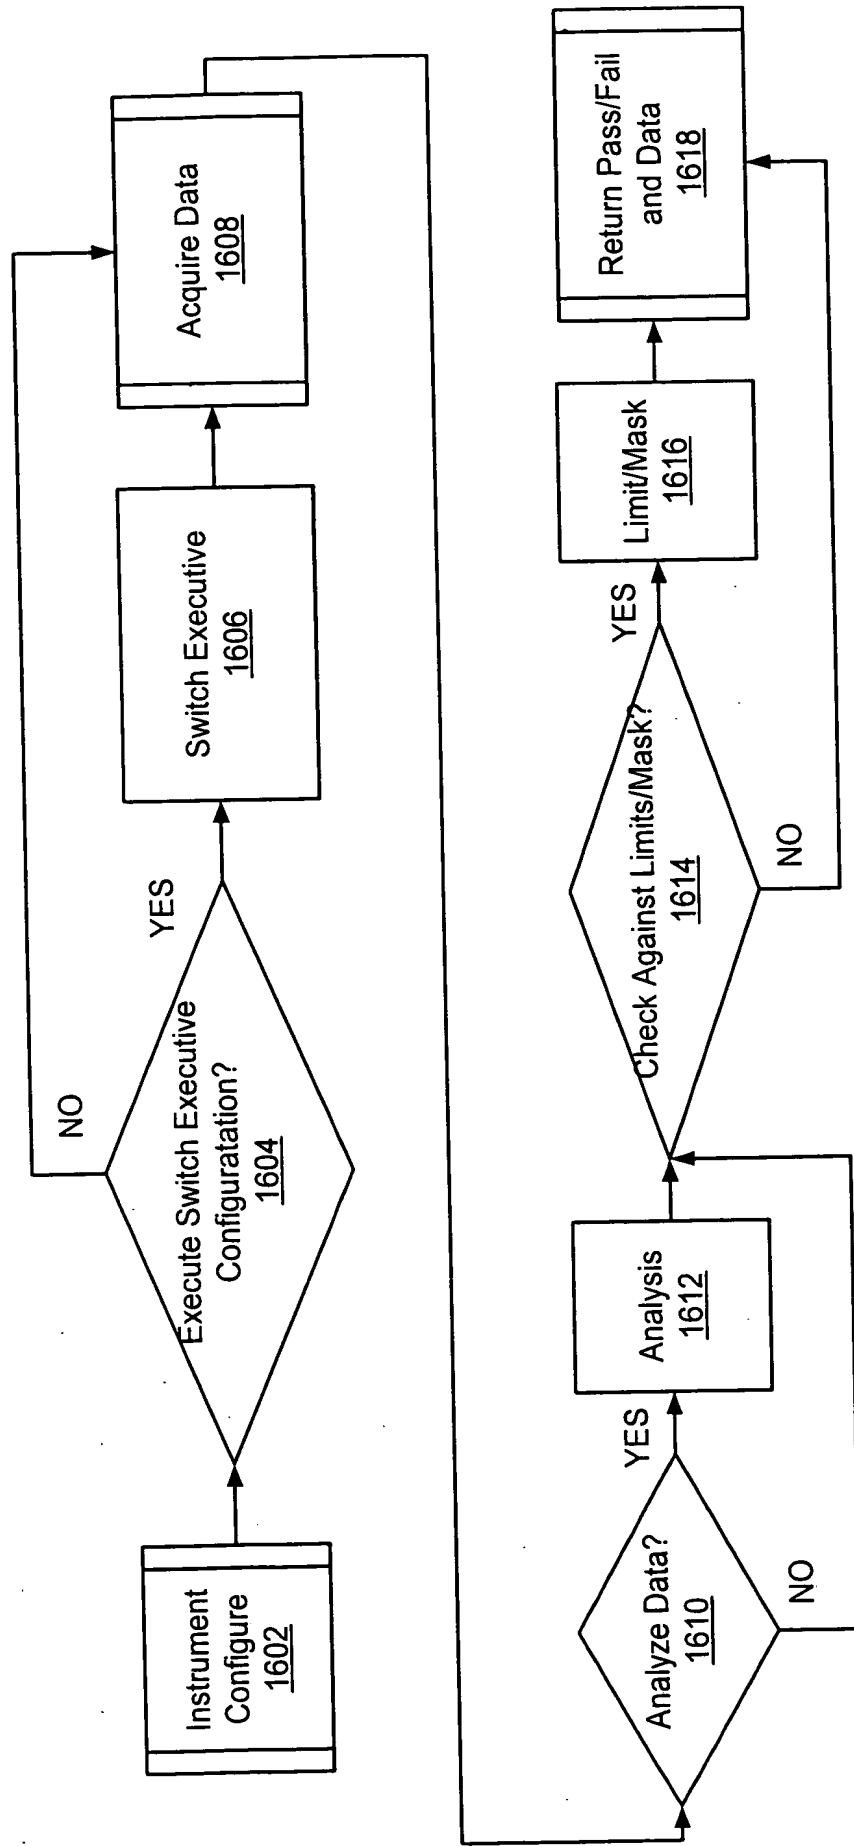 Instrument
Configure
1602
Execute Switch Executive
Configuratation?
1604
NO
YES
Switch Executive
1606
Acquire Data
1608
Analyze Data?
1610
YES
NO
Analysis
1612
Check Against Limits/Mask?
1614
YES
NO
Limit/Mask
1616
Return Pass/Fail
and Data
1618